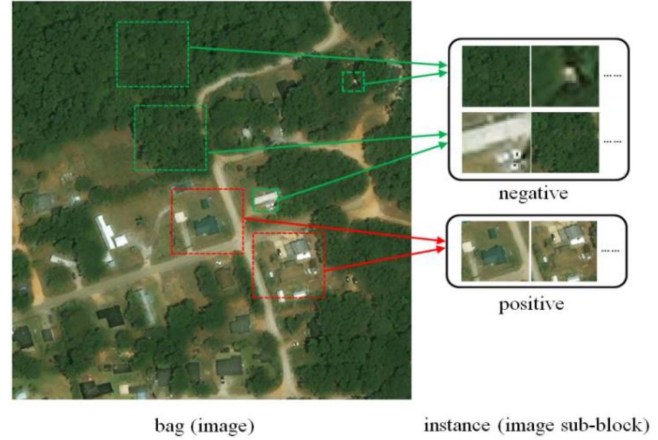 ......
......
negative
......
positive
bag (image)
instance (image sub-block)